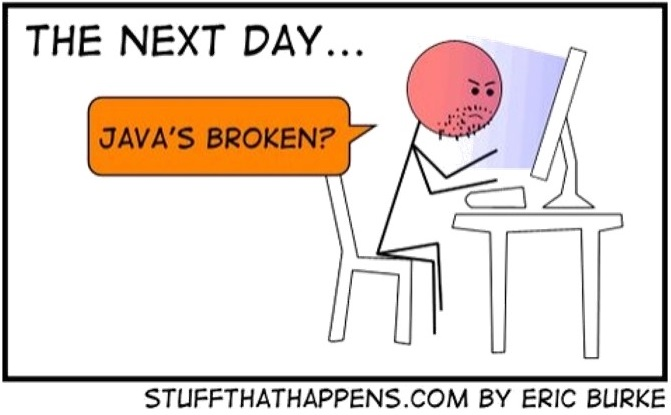 THE NEXT DAY...
JAVA'S BROKEN?
STUFFTHATHAPPENS.COM BY ERIC BURKE